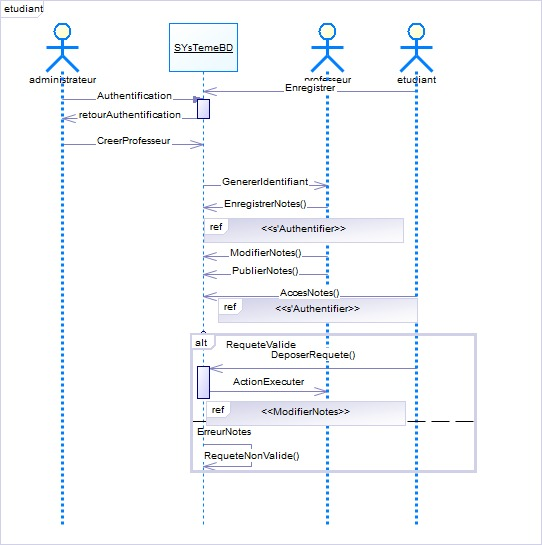 etudiant
SYsTemeBD
administrateur
professeur
etudiant
Enregistrer
Authentification
retourAuthentification
CreerProfesseur
GenererIdentifiant
EnregistrerNotes()
ref
<<s'Authentifier>>
ModifierNotes()
PublierNotes()
AccesNotes()
ref
<<s'Authentifier>>
alt
RequeteValide
DeposerRequete()
ActionExecuter
ref
<<ModifierNotes>>
ErreurNotes
RequeteNonValide()